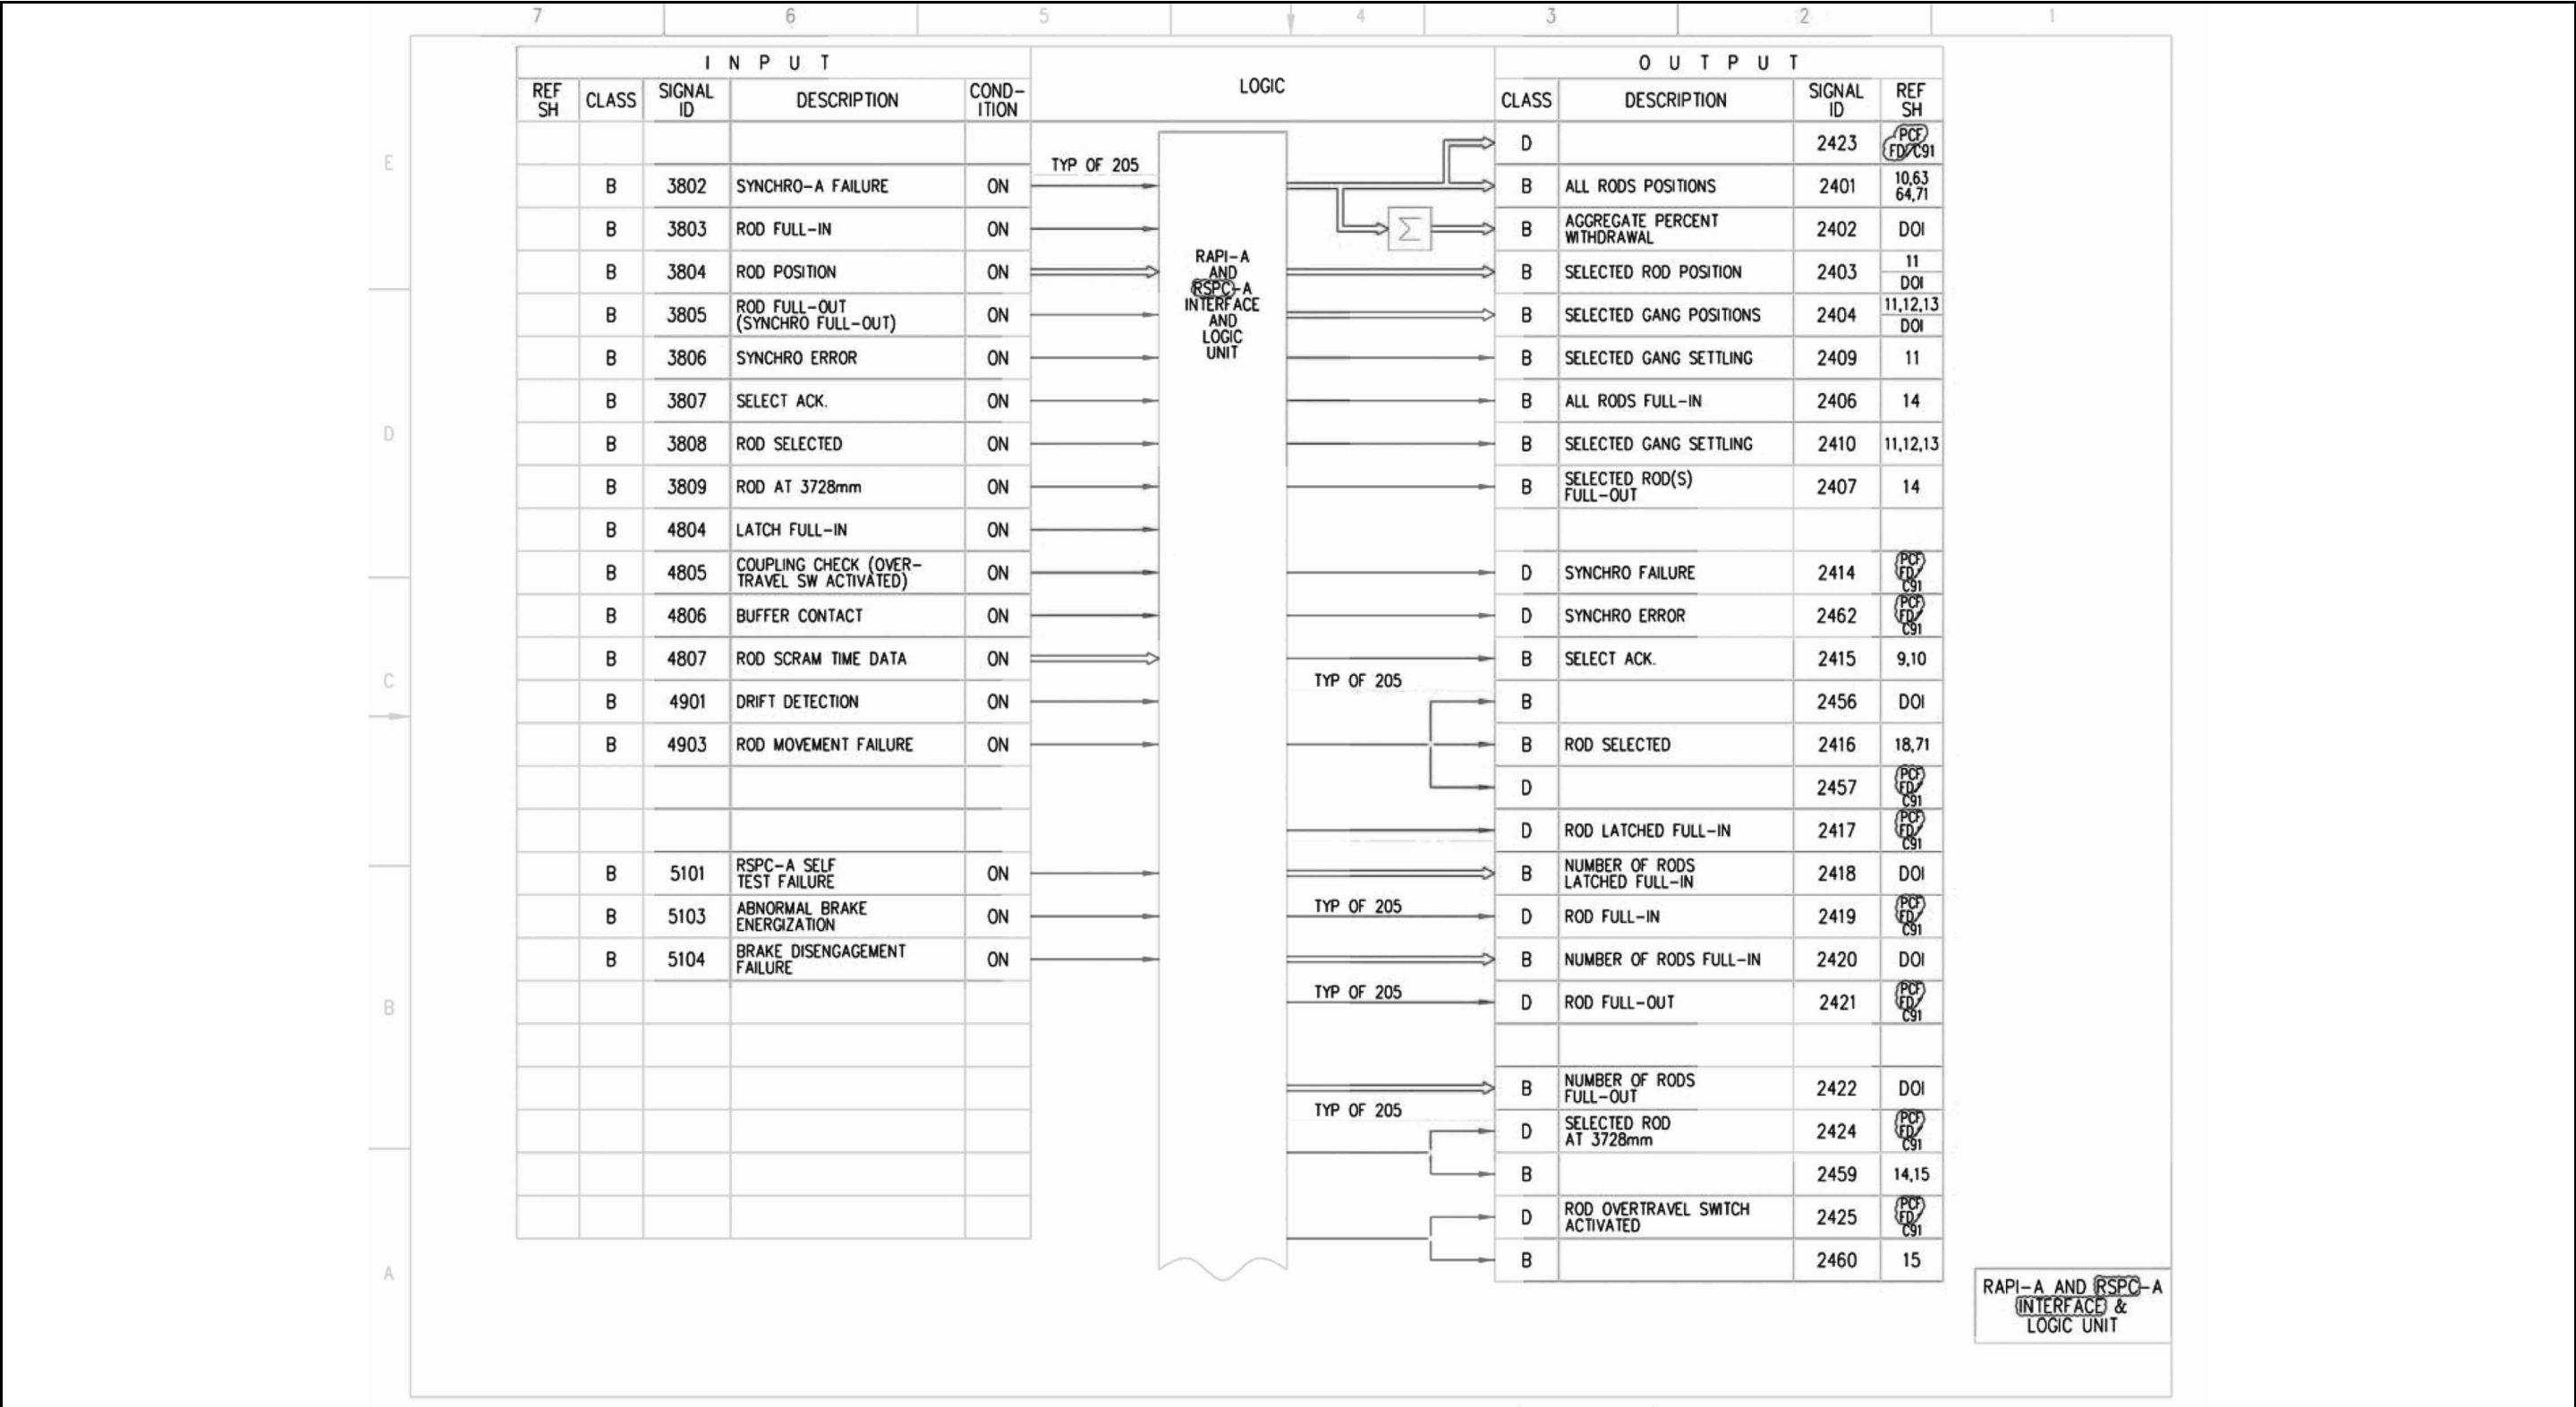 7 6 5 4 3 2 1
INPUT
LOGIC
OUTPUT
REF SH CLASS SIGNAL ID DESCRIPTION COND-ITION
CLASS DESCRIPTION SIGNAL ID REF SH
E
D
C
B
A
TYP OF 205
B 3802 SYNCHRO-A FAILURE ON
B 3803 ROD FULL-IN ON
B 3804 ROD POSITION ON
B 3805 ROD FULL-OUT
(SYNCHRO FULL-OUT) ON
B 3806 SYNCHRO ERROR ON
B 3807 SELECT ACK. ON
B 3808 ROD SELECTED ON
B 3809 ROD AT 3728mm ON
B 4804 LATCH FULL-IN ON
B 4805 COUPLING CHECK (OVER-
TRAVEL SW ACTIVATED) ON
B 4806 BUFFER CONTACT ON
B 4807 ROD SCRAM TIME DATA ON
B 4901 DRIFT DETECTION ON
B 4903 ROD MOVEMENT FAILURE ON
B 5101 RSPC-A SELF
TEST FAILURE ON
B 5103 ABNORMAL BRAKE
ENERGIZATION ON
B 5104 BRAKE DISENGAGEMENT
FAILURE ON
RAPI-A
AND
RSPC-A
INTERFACE
AND
LOGIC
UNIT
Σ
D 2423 PCF FD/C91
B ALL RODS POSITIONS 2401 10,63 64,71
B AGGREGATE PERCENT
WITHDRAWAL 2402 DOI
B SELECTED ROD POSITION 2403 11 DOI
B SELECTED GANG POSITIONS 2404 11,12,13 DOI
B SELECTED GANG SETTLING 2409 11
B ALL RODS FULL-IN 2406 14
B SELECTED GANG SETTLING 2410 11,12,13
B SELECTED ROD(S)
FULL-OUT 2407 14
D SYNCHRO FAILURE 2414 PCF FD/ C91
D SYNCHRO ERROR 2462 PCF FD/ C91
B SELECT ACK. 2415 9,10
TYP OF 205
B 2456 DOI
B ROD SELECTED 2416 18,71
D 2457 PCF FD/ C91
D ROD LATCHED FULL-IN 2417 PCF FD/ C91
B NUMBER OF RODS
LATCHED FULL-IN 2418 DOI
TYP OF 205
D ROD FULL-IN 2419 PCF FD/ C91
B NUMBER OF RODS FULL-IN 2420 DOI
TYP OF 205
D ROD FULL-OUT 2421 PCF FD/ C91
B NUMBER OF RODS
FULL-OUT 2422 DOI
TYP OF 205
D SELECTED ROD
AT 3728mm 2424 PCF FD/ C91
B 2459 14,15
D ROD OVERTRAVEL SWITCH
ACTIVATED 2425 PCF FD/ C91
B 2460 15
RAPI-A AND RSPC-A
INTERFACE &
LOGIC UNIT